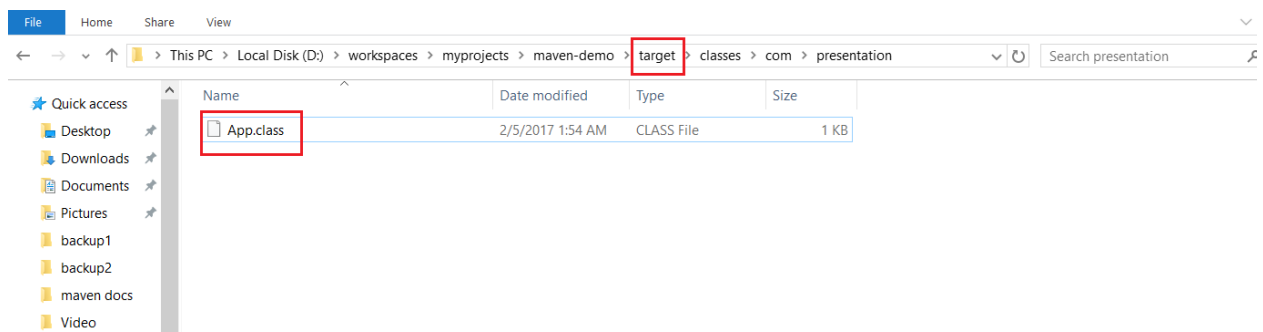 File Home Share View
This PC > Local Disk (D:) > workspaces > myprojects > maven-demo > target > classes > com > presentation Search presentation
Quick access
Desktop
Downloads
Documents
Pictures
backup1
backup2
maven docs
Video
Name Date modified Type Size
App.class 2/5/2017 1:54 AM CLASS File 1 KB